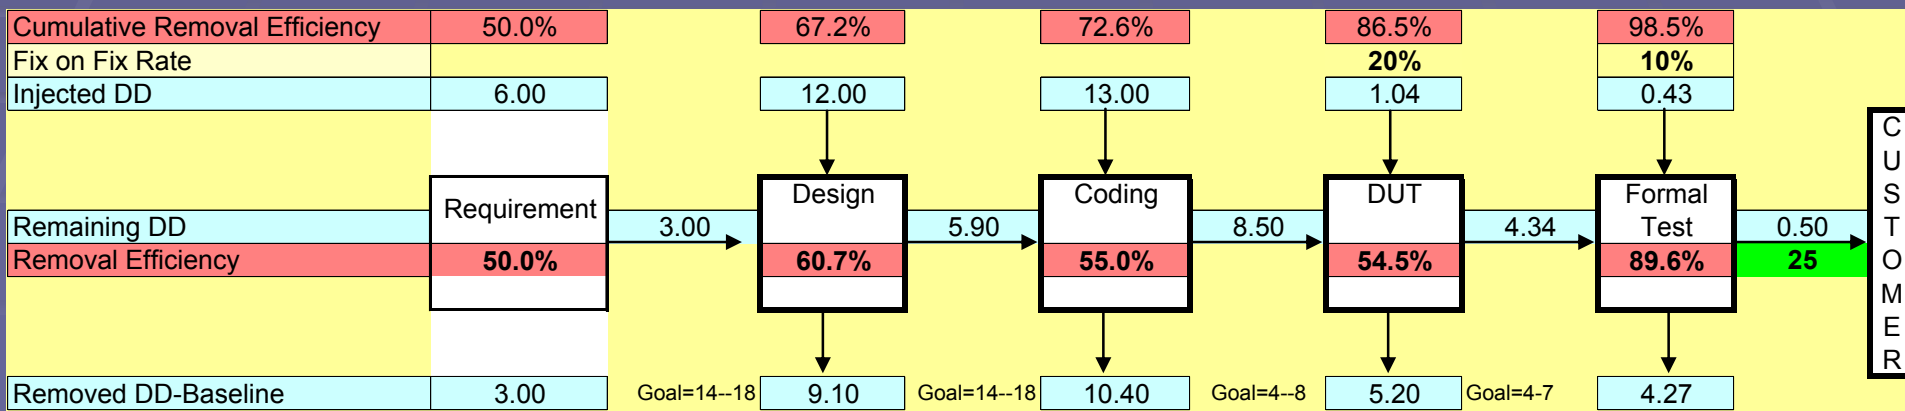 Cumulative Removal Efficiency 50.0% 67.2% 72.6% 86.5% 98.5%
Fix on Fix Rate 20% 10%
Injected DD 6.00 12.00 13.00 1.04 0.43
Requirement Design Coding DUT Formal Test
Remaining DD 3.00 5.90 8.50 4.34 0.50
Removal Efficiency 50.0% 60.7% 55.0% 54.5% 89.6% 25
CUSTOMER
Removed DD-Baseline 3.00 Goal=14--18 9.10 Goal=14--18 10.40 Goal=4--8 5.20 Goal=4-7 4.27